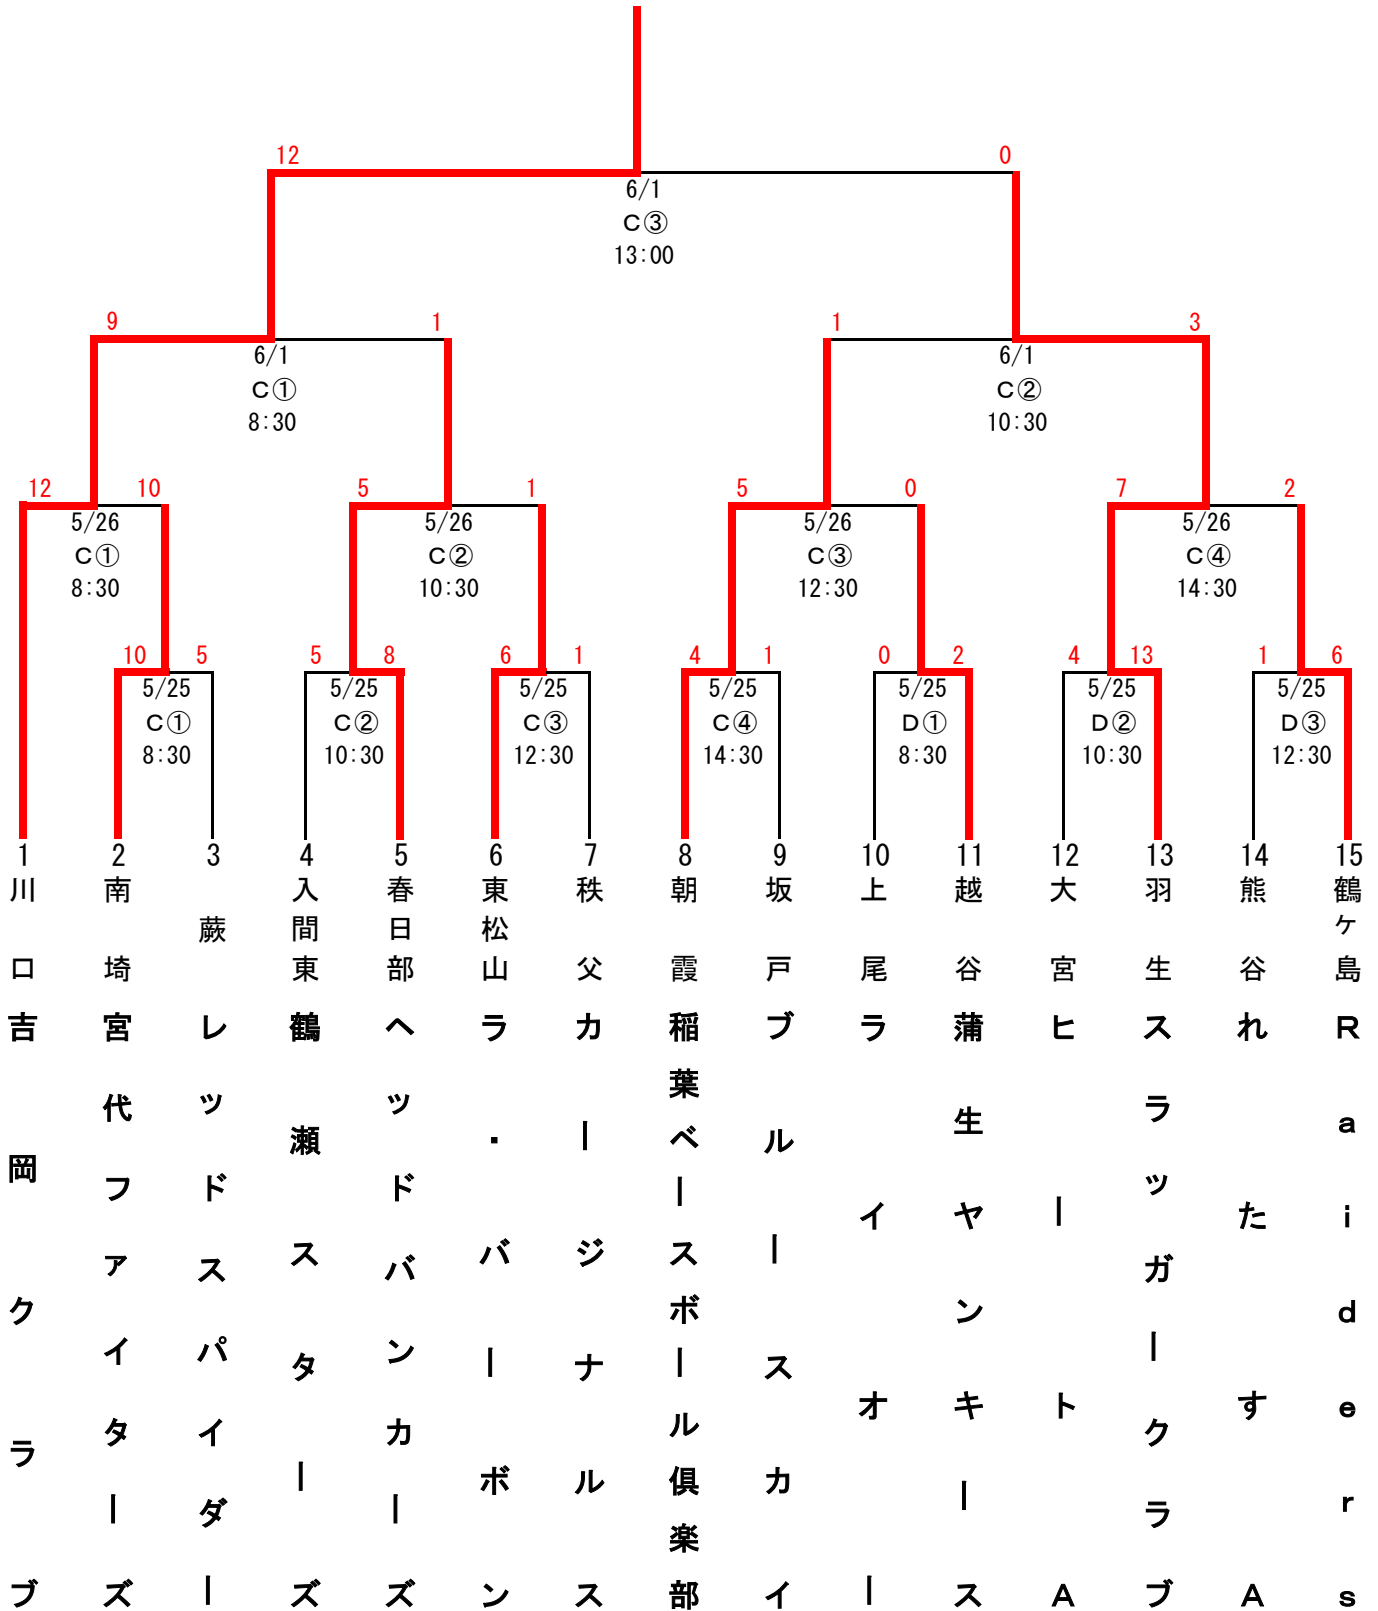 12 0
6/1
C③
13:00
9 1 1 3
6/1 6/1
C① C②
8:30 10:30
12 10 5 1 5 0 7 2
5/26 5/26 5/26 5/26
C① C② C③ C④
8:30 10:30 12:30 14:30
10 5 5 8 6 1 4 1 0 2 4 13 1 6
5/25 5/25 5/25 5/25 5/25 5/25 5/25
C① C② C③ C④ D① D② D③
8:30 10:30 12:30 14:30 8:30 10:30 12:30
1 2 3 4 5 6 7 8 9 10 11 12 13 14 15
川口
吉岡クラブ
南埼
宮代ファイターズ
蕨
レッドスパイダー
入間東
鶴瀬スターズ
春日部
ヘッドバンカーズ
東松山
ラ・バーボンズ
秩父
カージナルス
朝霞
稲葉ベースボール倶楽部
坂戸
ブルースカイ
上尾
ライオー
越谷
蒲生ヤンキース
大宮
ヒートA
羽生
スラッガークラブ
熊谷
れたすA
鶴ヶ島
Raiders